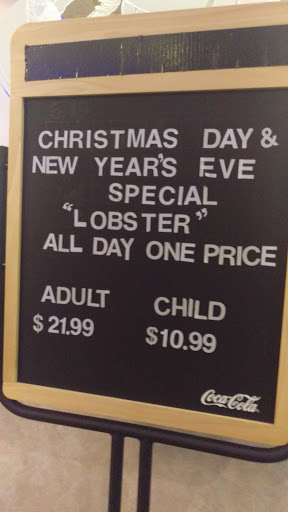 CHRISTMAS DAY &
NEW YEAR'S EVE
SPECIAL
"LOBSTER"
ALL DAY ONE PRICE
ADULT CHILD
$21.99 $10.99
Coca-Cola